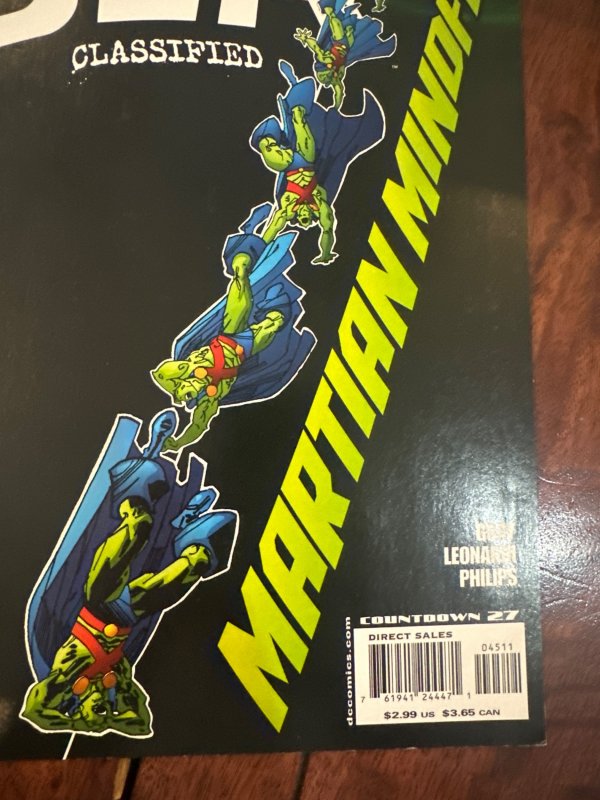 CLASSIFIED
MARTIAN
LEONARDI
PHILIPS
COUNTDOWN 27
dccomics.com
DIRECT SALES
04511
7 61941 24447 1
$2.99 US $3.65 CAN